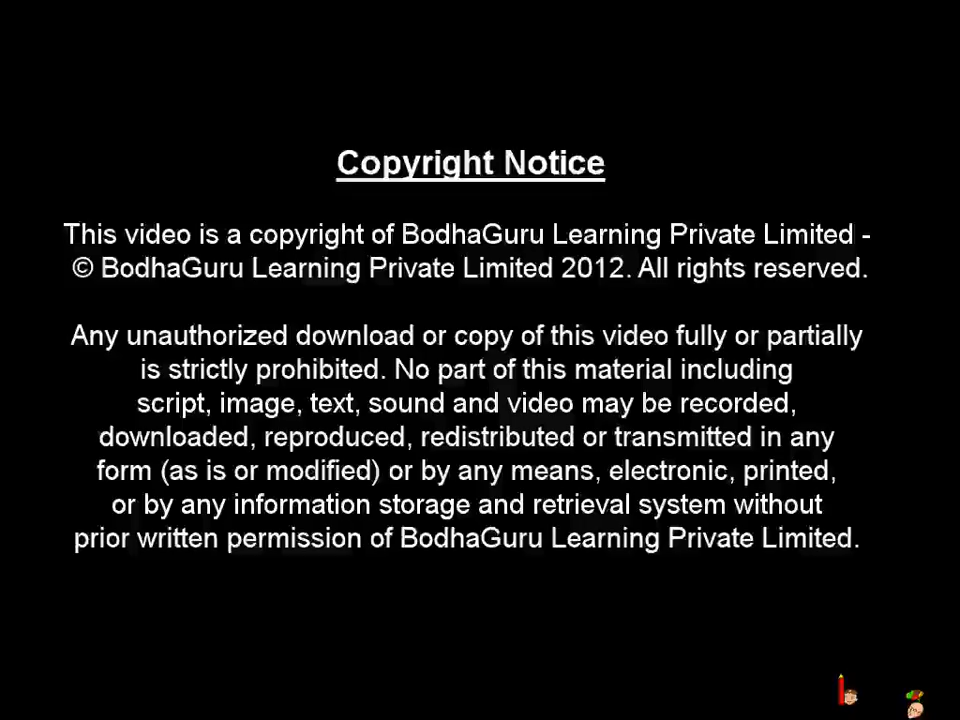 Copyright Notice
This video is a copyright of BodhaGuru Learning Private Limited -
© BodhaGuru Learning Private Limited 2012. All rights reserved.
Any unauthorized download or copy of this video fully or partially
is strictly prohibited. No part of this material including
script, image, text, sound and video may be recorded,
downloaded, reproduced, redistributed or transmitted in any
form (as is or modified) or by any means, electronic, printed,
or by any information storage and retrieval system without
prior written permission of BodhaGuru Learning Private Limited.